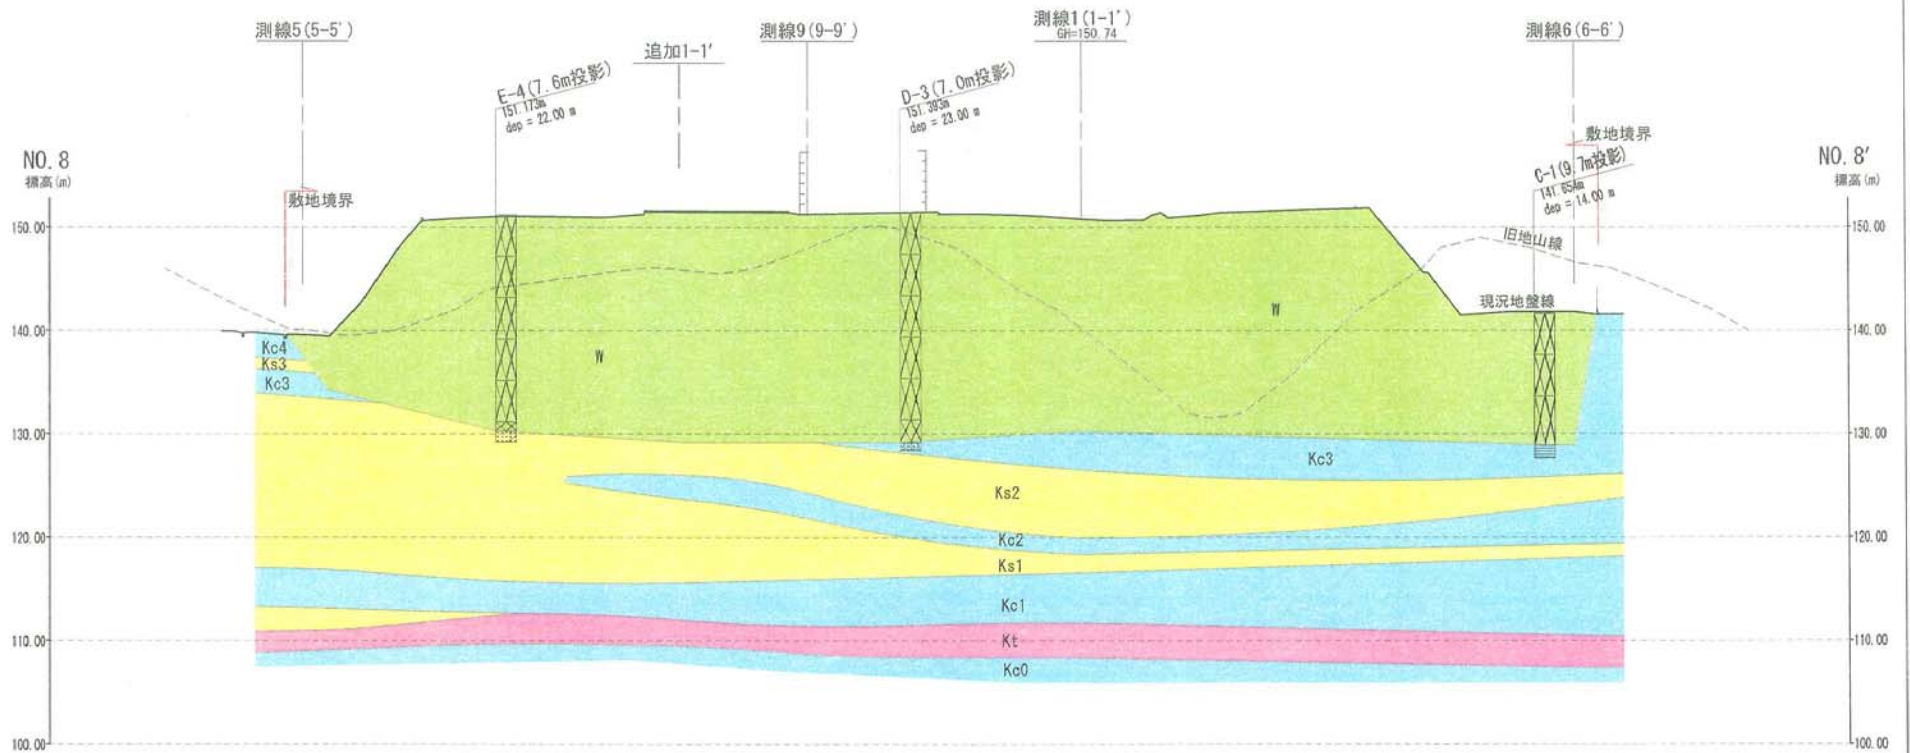 測線5(5-5')
追加1-1'
測線9(9-9')
測線1(1-1')
GH=150.74
測線6(6-6')
E-4(7.6m投影)
151.173m
dep = 22.00 m
D-3(7.0m投影)
151.393m
dep = 23.00 m
C-1(9.7m投影)
141.654m
dep = 14.00 m
敷地境界
敷地境界
NO. 8
標高(m)
NO. 8'
標高(m)
150.00
150.00
旧地山線
現況地盤線
140.00
140.00
W
W
Kc4
Ks3
Kc3
130.00
130.00
Kc3
Ks2
120.00
120.00
Kc2
Ks1
Kc1
110.00
110.00
Kt
Kc0
100.00
100.00